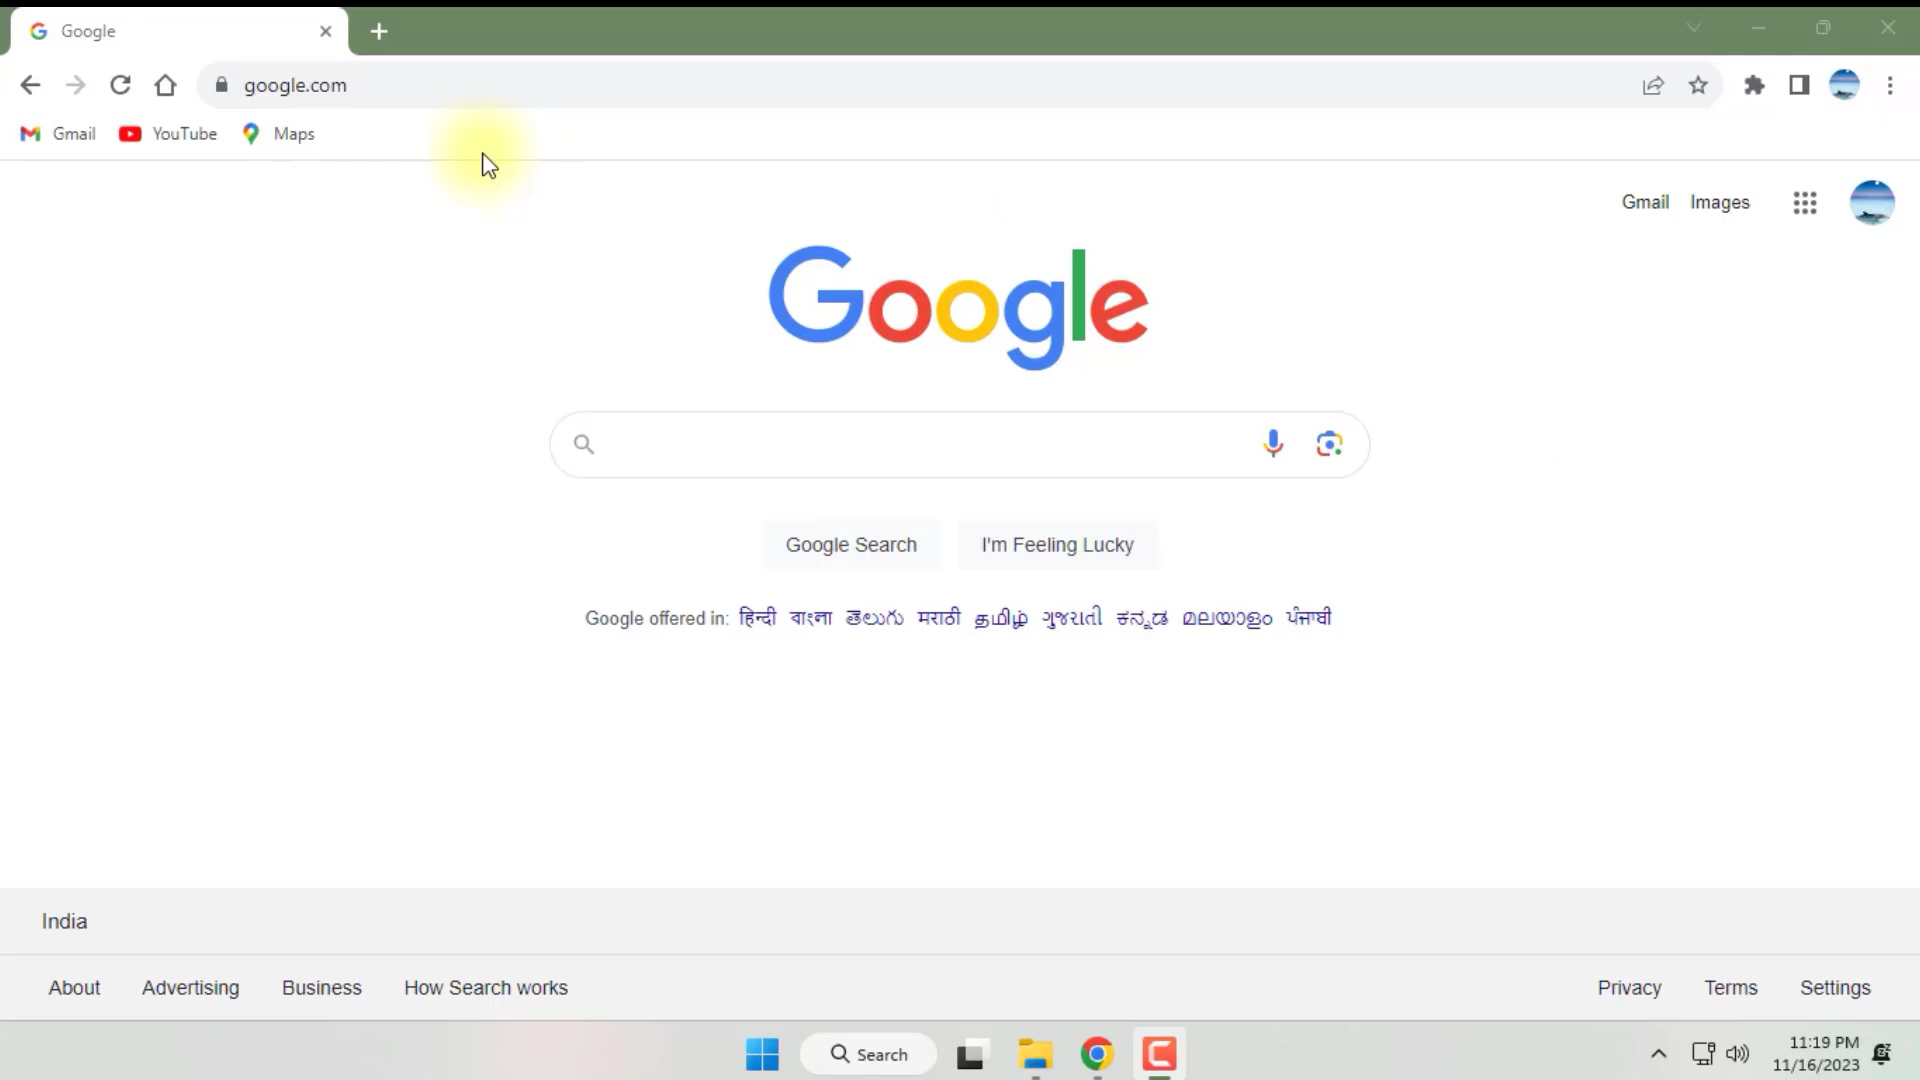 Google
google.com
Gmail YouTube Maps
Gmail Images
Google
Google Search I'm Feeling Lucky
Google offered in: हिन्दी বাংলা తెలుగు मराठी தமிழ் ગુજરાતી ಕನ್ನಡ മലയാളം ਪੰਜਾਬੀ
India
About Advertising Business How Search works Privacy Terms Settings
Search
11:19 PM
11/16/2023